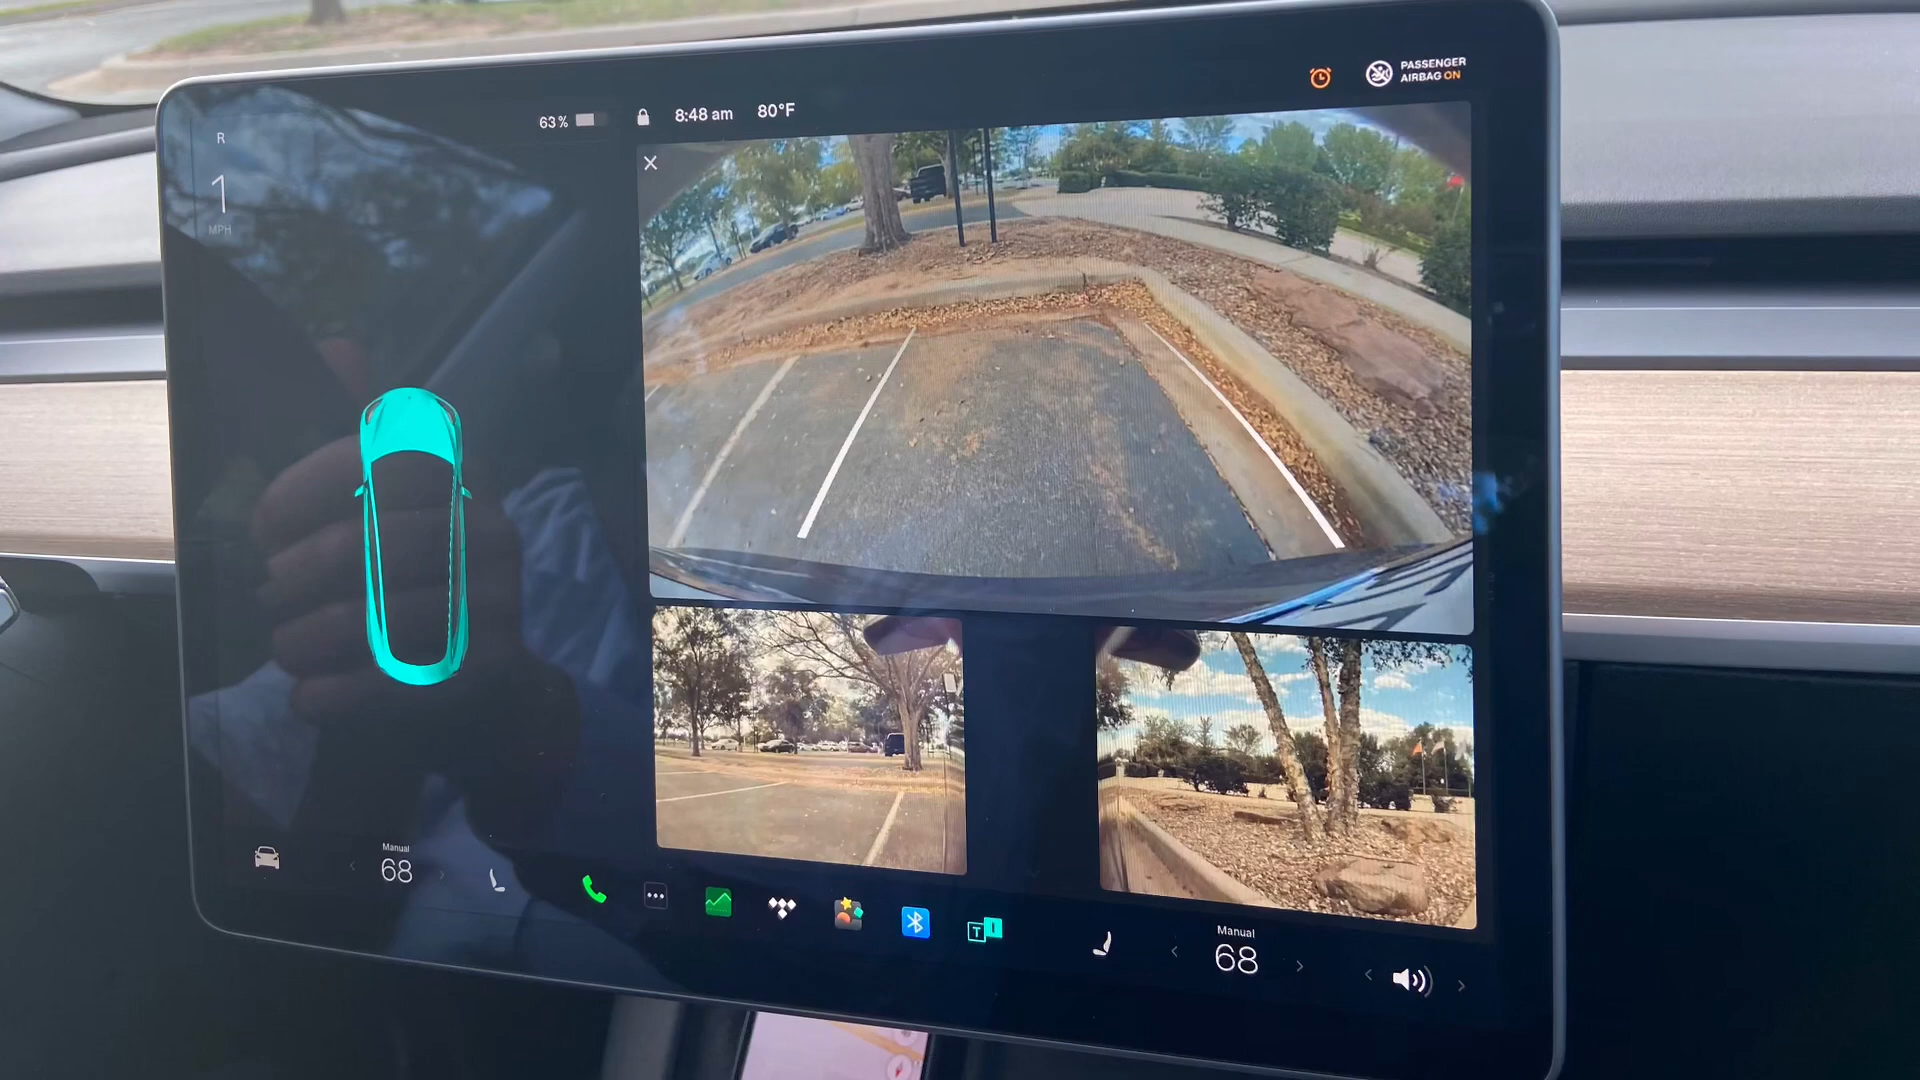 R
1
MPH
63%
8:48 am
80°F
PASSENGER
AIRBAG ON
Manual
68
T
Manual
68